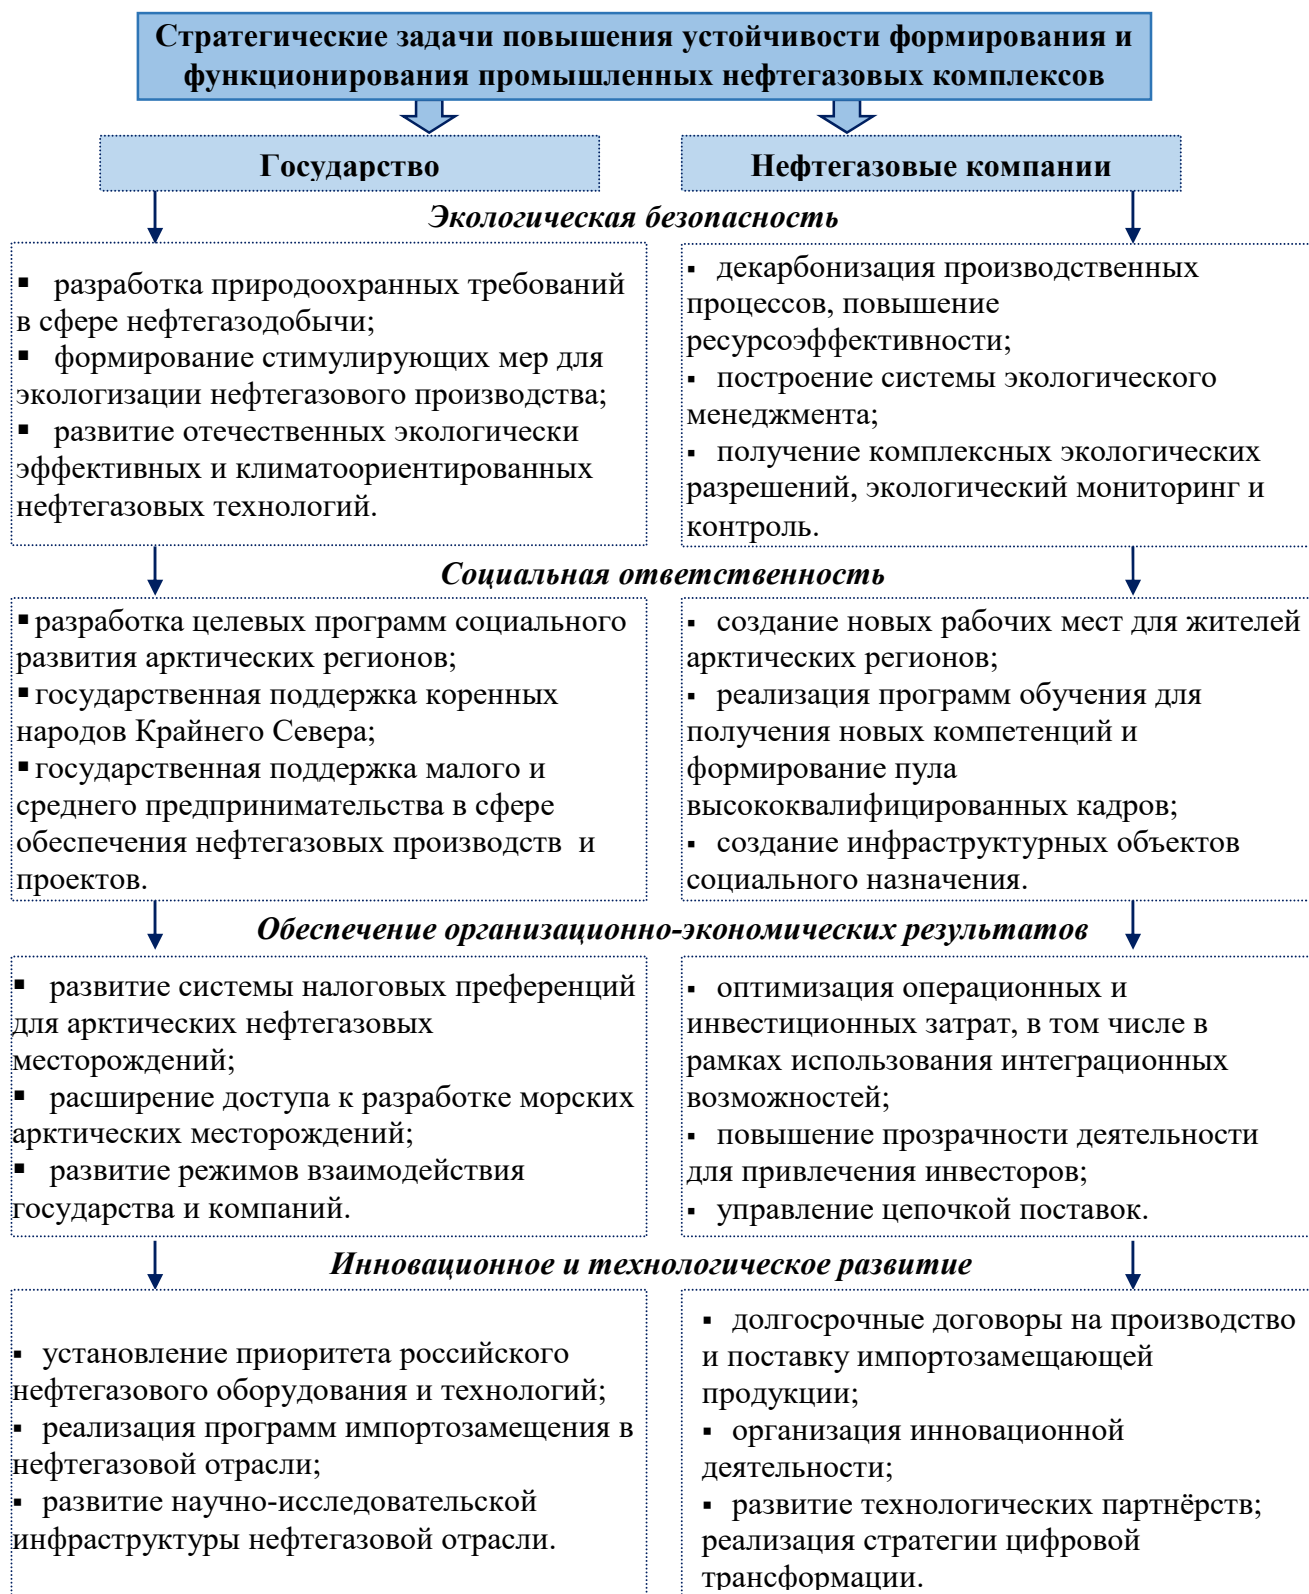 Стратегические задачи повышения устойчивости формирования и
функционирования промышленных нефтегазовых комплексов
Государство
Нефтегазовые компании
Экологическая безопасность
▪ разработка природоохранных требований
в сфере нефтегазодобычи;
▪ формирование стимулирующих мер для
экологизации нефтегазового производства;
▪ развитие отечественных экологически
эффективных и климатоориентированных
нефтегазовых технологий.
▪ декарбонизация производственных
процессов, повышение
ресурсоэффективности;
▪ построение системы экологического
менеджмента;
▪ получение комплексных экологических
разрешений, экологический мониторинг и
контроль.
Социальная ответственность
▪ разработка целевых программ социального
развития арктических регионов;
▪ государственная поддержка коренных
народов Крайнего Севера;
▪ государственная поддержка малого и
среднего предпринимательства в сфере
обеспечения нефтегазовых производств и
проектов.
▪ создание новых рабочих мест для жителей
арктических регионов;
▪ реализация программ обучения для
получения новых компетенций и
формирование пула
высококвалифицированных кадров;
▪ создание инфраструктурных объектов
социального назначения.
Обеспечение организационно-экономических результатов
▪ развитие системы налоговых преференций
для арктических нефтегазовых
месторождений;
▪ расширение доступа к разработке морских
арктических месторождений;
▪ развитие режимов взаимодействия
государства и компаний.
▪ оптимизация операционных и
инвестиционных затрат, в том числе в
рамках использования интеграционных
возможностей;
▪ повышение прозрачности деятельности
для привлечения инвесторов;
▪ управление цепочкой поставок.
Инновационное и технологическое развитие
▪ установление приоритета российского
нефтегазового оборудования и технологий;
▪ реализация программ импортозамещения в
нефтегазовой отрасли;
▪ развитие научно-исследовательской
инфраструктуры нефтегазовой отрасли.
▪ долгосрочные договоры на производство
и поставку импортозамещающей
продукции;
▪ организация инновационной
деятельности;
▪ развитие технологических партнёрств;
реализация стратегии цифровой
трансформации.